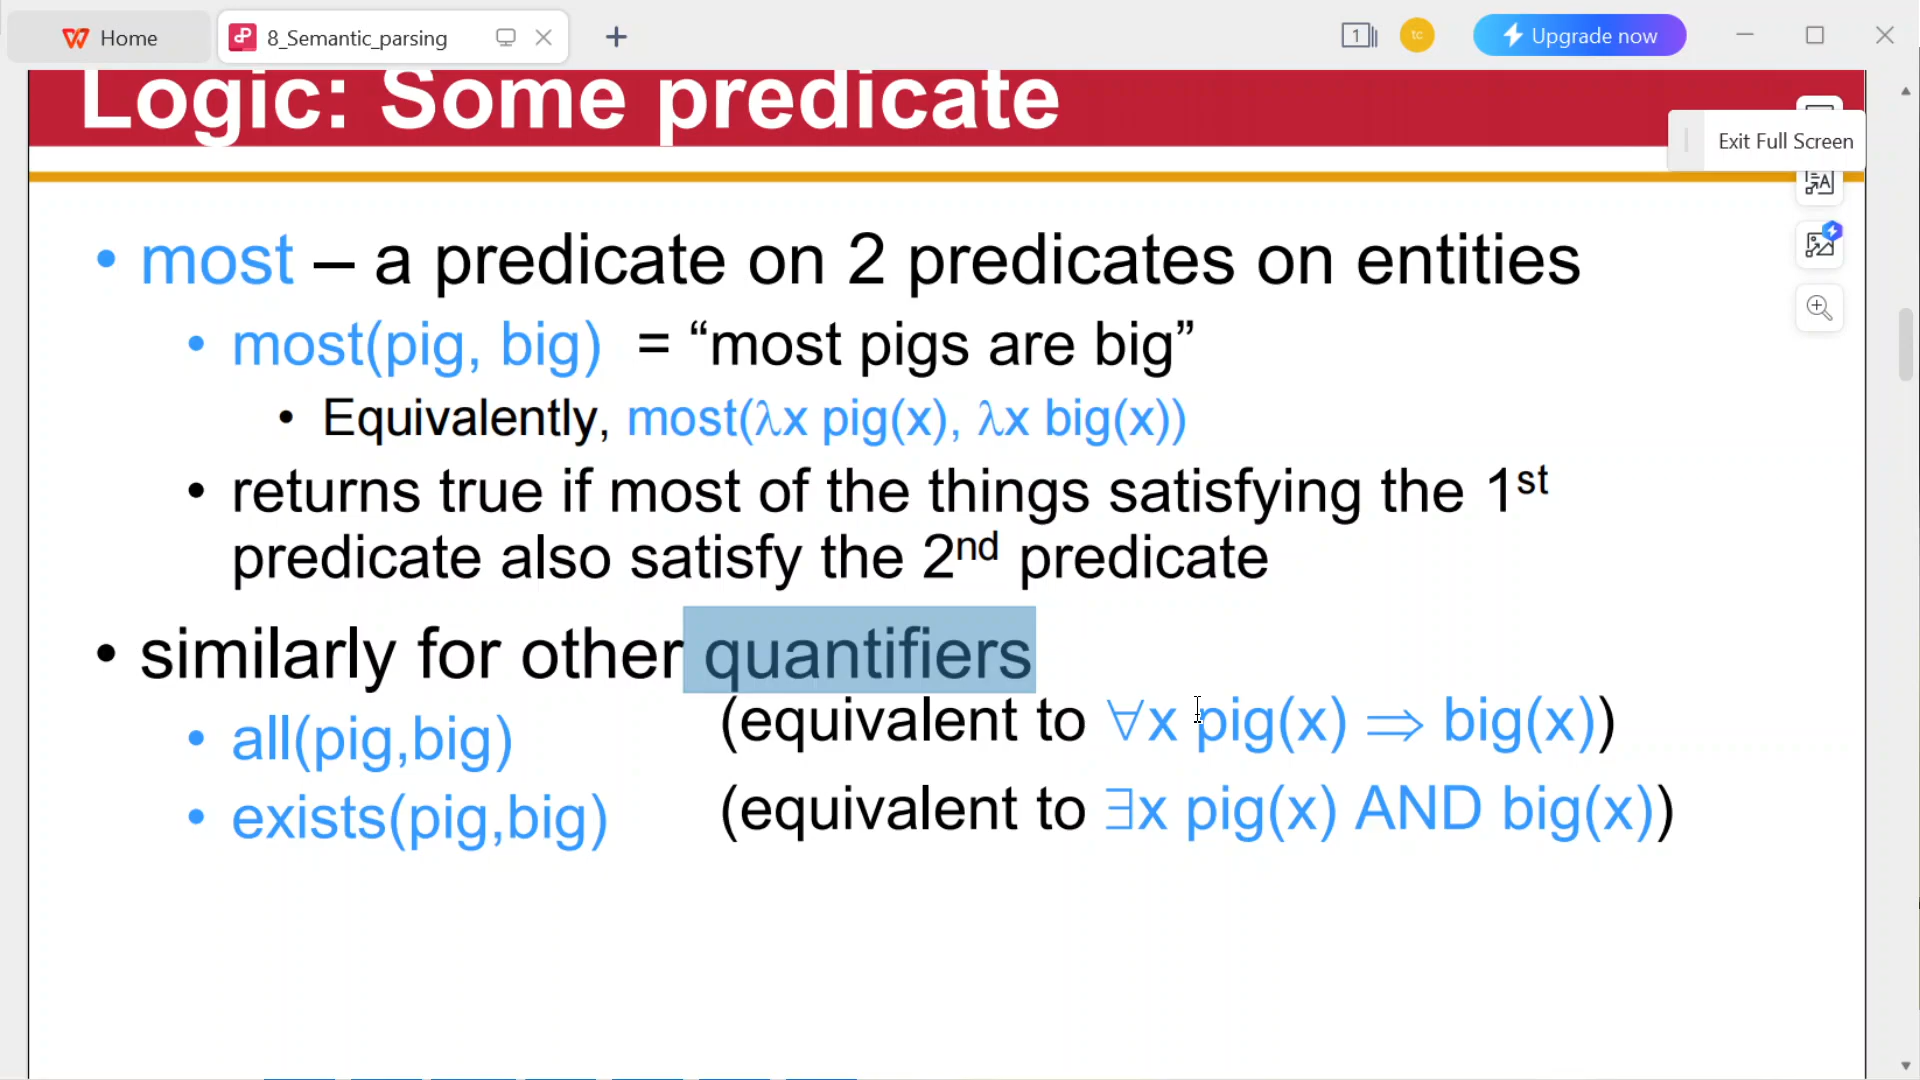 Home
8_Semantic_parsing
1
tc
Upgrade now
Logic: Some predicate
Exit Full Screen
• most – a predicate on 2 predicates on entities
• most(pig, big) = “most pigs are big”
• Equivalently, most(λx pig(x), λx big(x))
• returns true if most of the things satisfying the 1st
predicate also satisfy the 2nd predicate
• similarly for other quantifiers
• all(pig,big) (equivalent to ∀x pig(x) ⇒ big(x))
• exists(pig,big) (equivalent to ∃x pig(x) AND big(x))